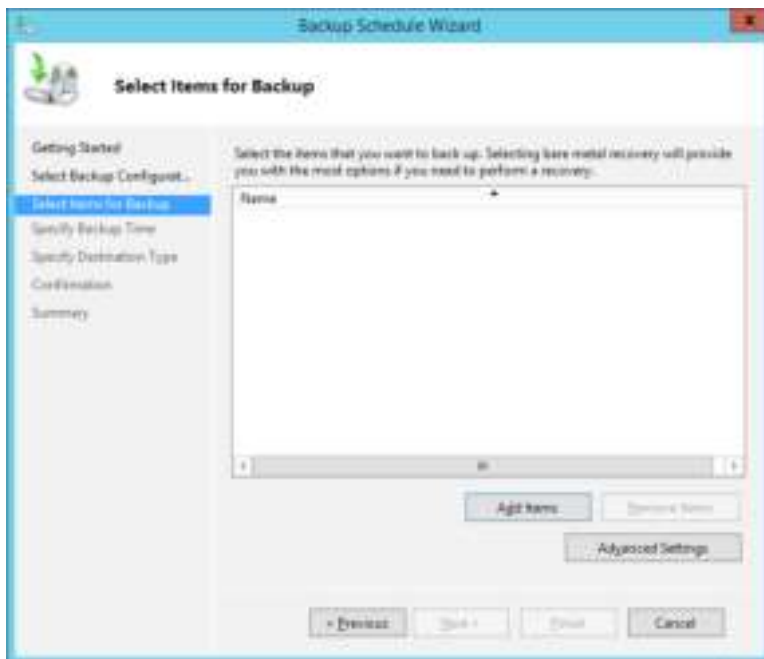 Backup Schedule Wizard
Select Items for Backup
Getting Started
Select Backup Configurat...
Select Items for Backup
Specify Backup Time
Specify Destination Type
Confirmation
Summary
Select the items that you want to back up. Selecting bare metal recovery will provide
you with the most options if you need to perform a recovery.
Name
Add Items
Remove Items
Advanced Settings
< Previous
Next >
Finish
Cancel